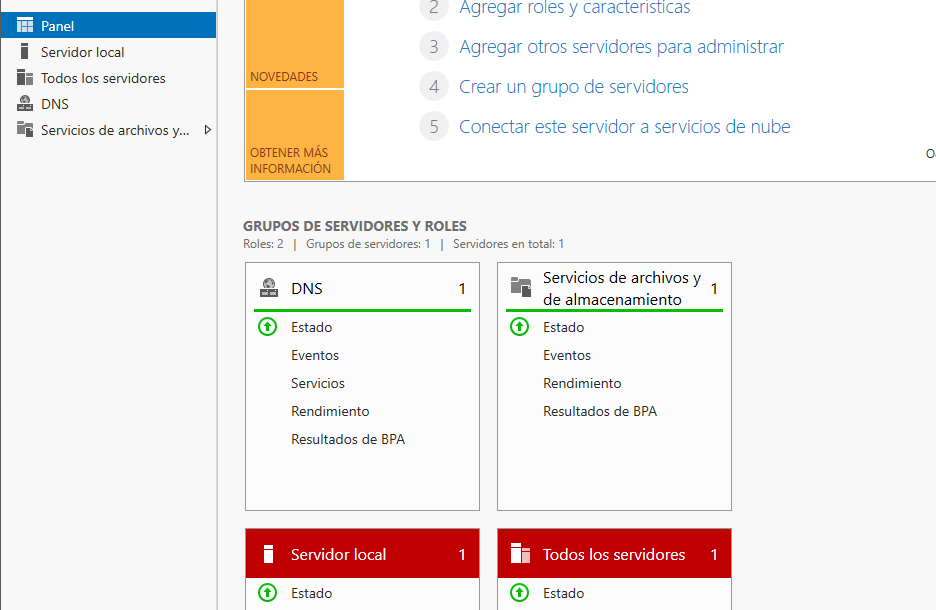 Panel
Servidor local
Todos los servidores
DNS
Servicios de archivos y...
NOVEDADES
OBTENER MÁS
INFORMACIÓN
2 Agregar roles y características
3 Agregar otros servidores para administrar
4 Crear un grupo de servidores
5 Conectar este servidor a servicios de nube
GRUPOS DE SERVIDORES Y ROLES
Roles: 2 | Grupos de servidores: 1 | Servidores en total: 1
DNS 1
Estado
Eventos
Servicios
Rendimiento
Resultados de BPA
Servicios de archivos y
de almacenamiento 1
Estado
Eventos
Rendimiento
Resultados de BPA
Servidor local 1
Estado
Todos los servidores 1
Estado